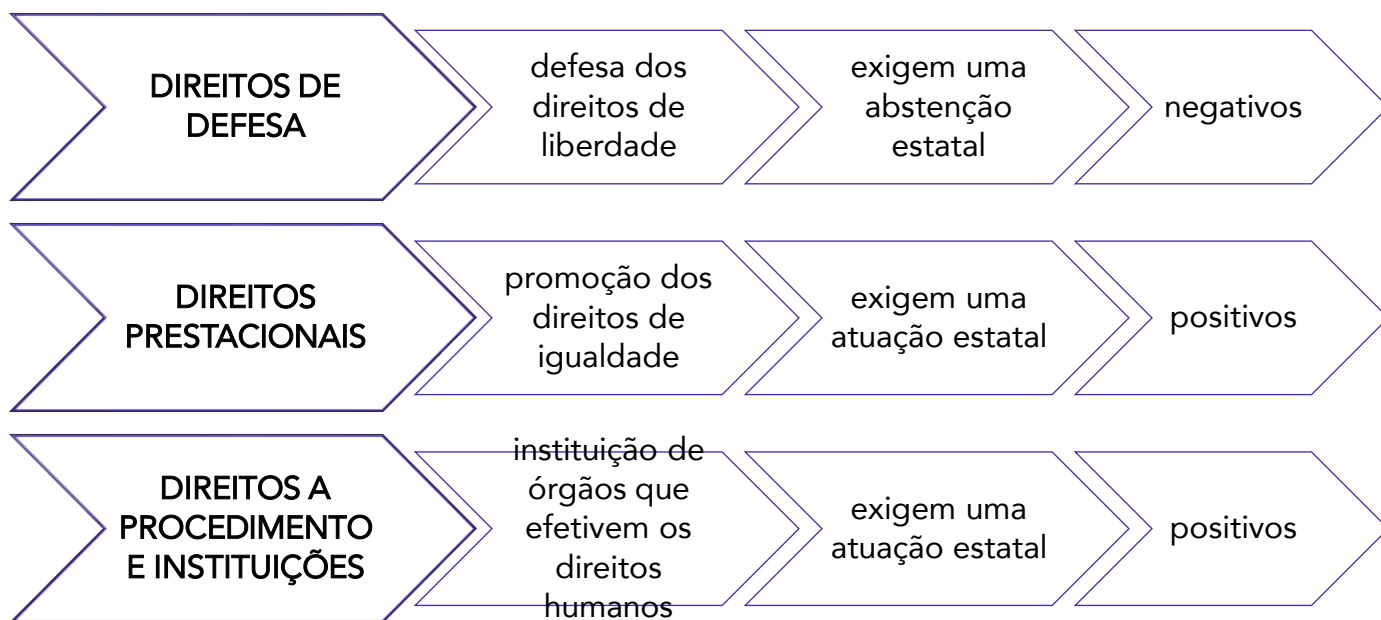 DIREITOS DE
DEFESA
defesa dos
direitos de
liberdade
exigem uma
abstenção
estatal
negativos
DIREITOS
PRESTACIONAIS
promoção dos
direitos de
igualdade
exigem uma
atuação estatal
positivos
DIREITOS A
PROCEDIMENTO
E INSTITUIÇÕES
instituição de
órgãos que
efetivem os
direitos
humanos
exigem uma
atuação estatal
positivos